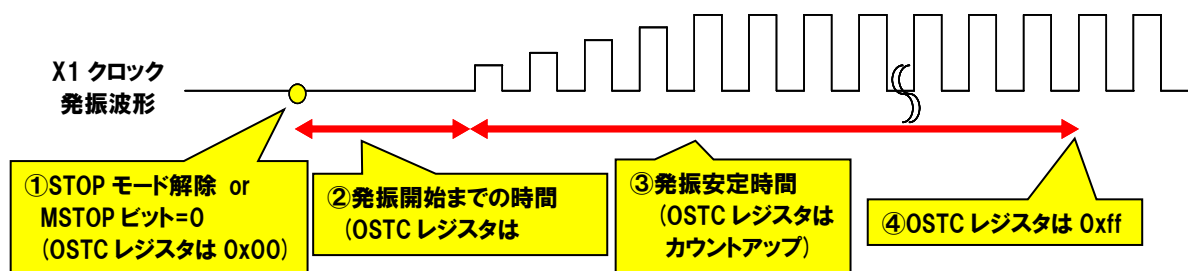 X1 クロック
発振波形
①STOP モード解除 or
MSTOP ビット=0
(OSTC レジスタは 0x00)
②発振開始までの時間
(OSTC レジスタは
③発振安定時間
(OSTC レジスタは
カウントアップ)
④OSTC レジスタは 0xff